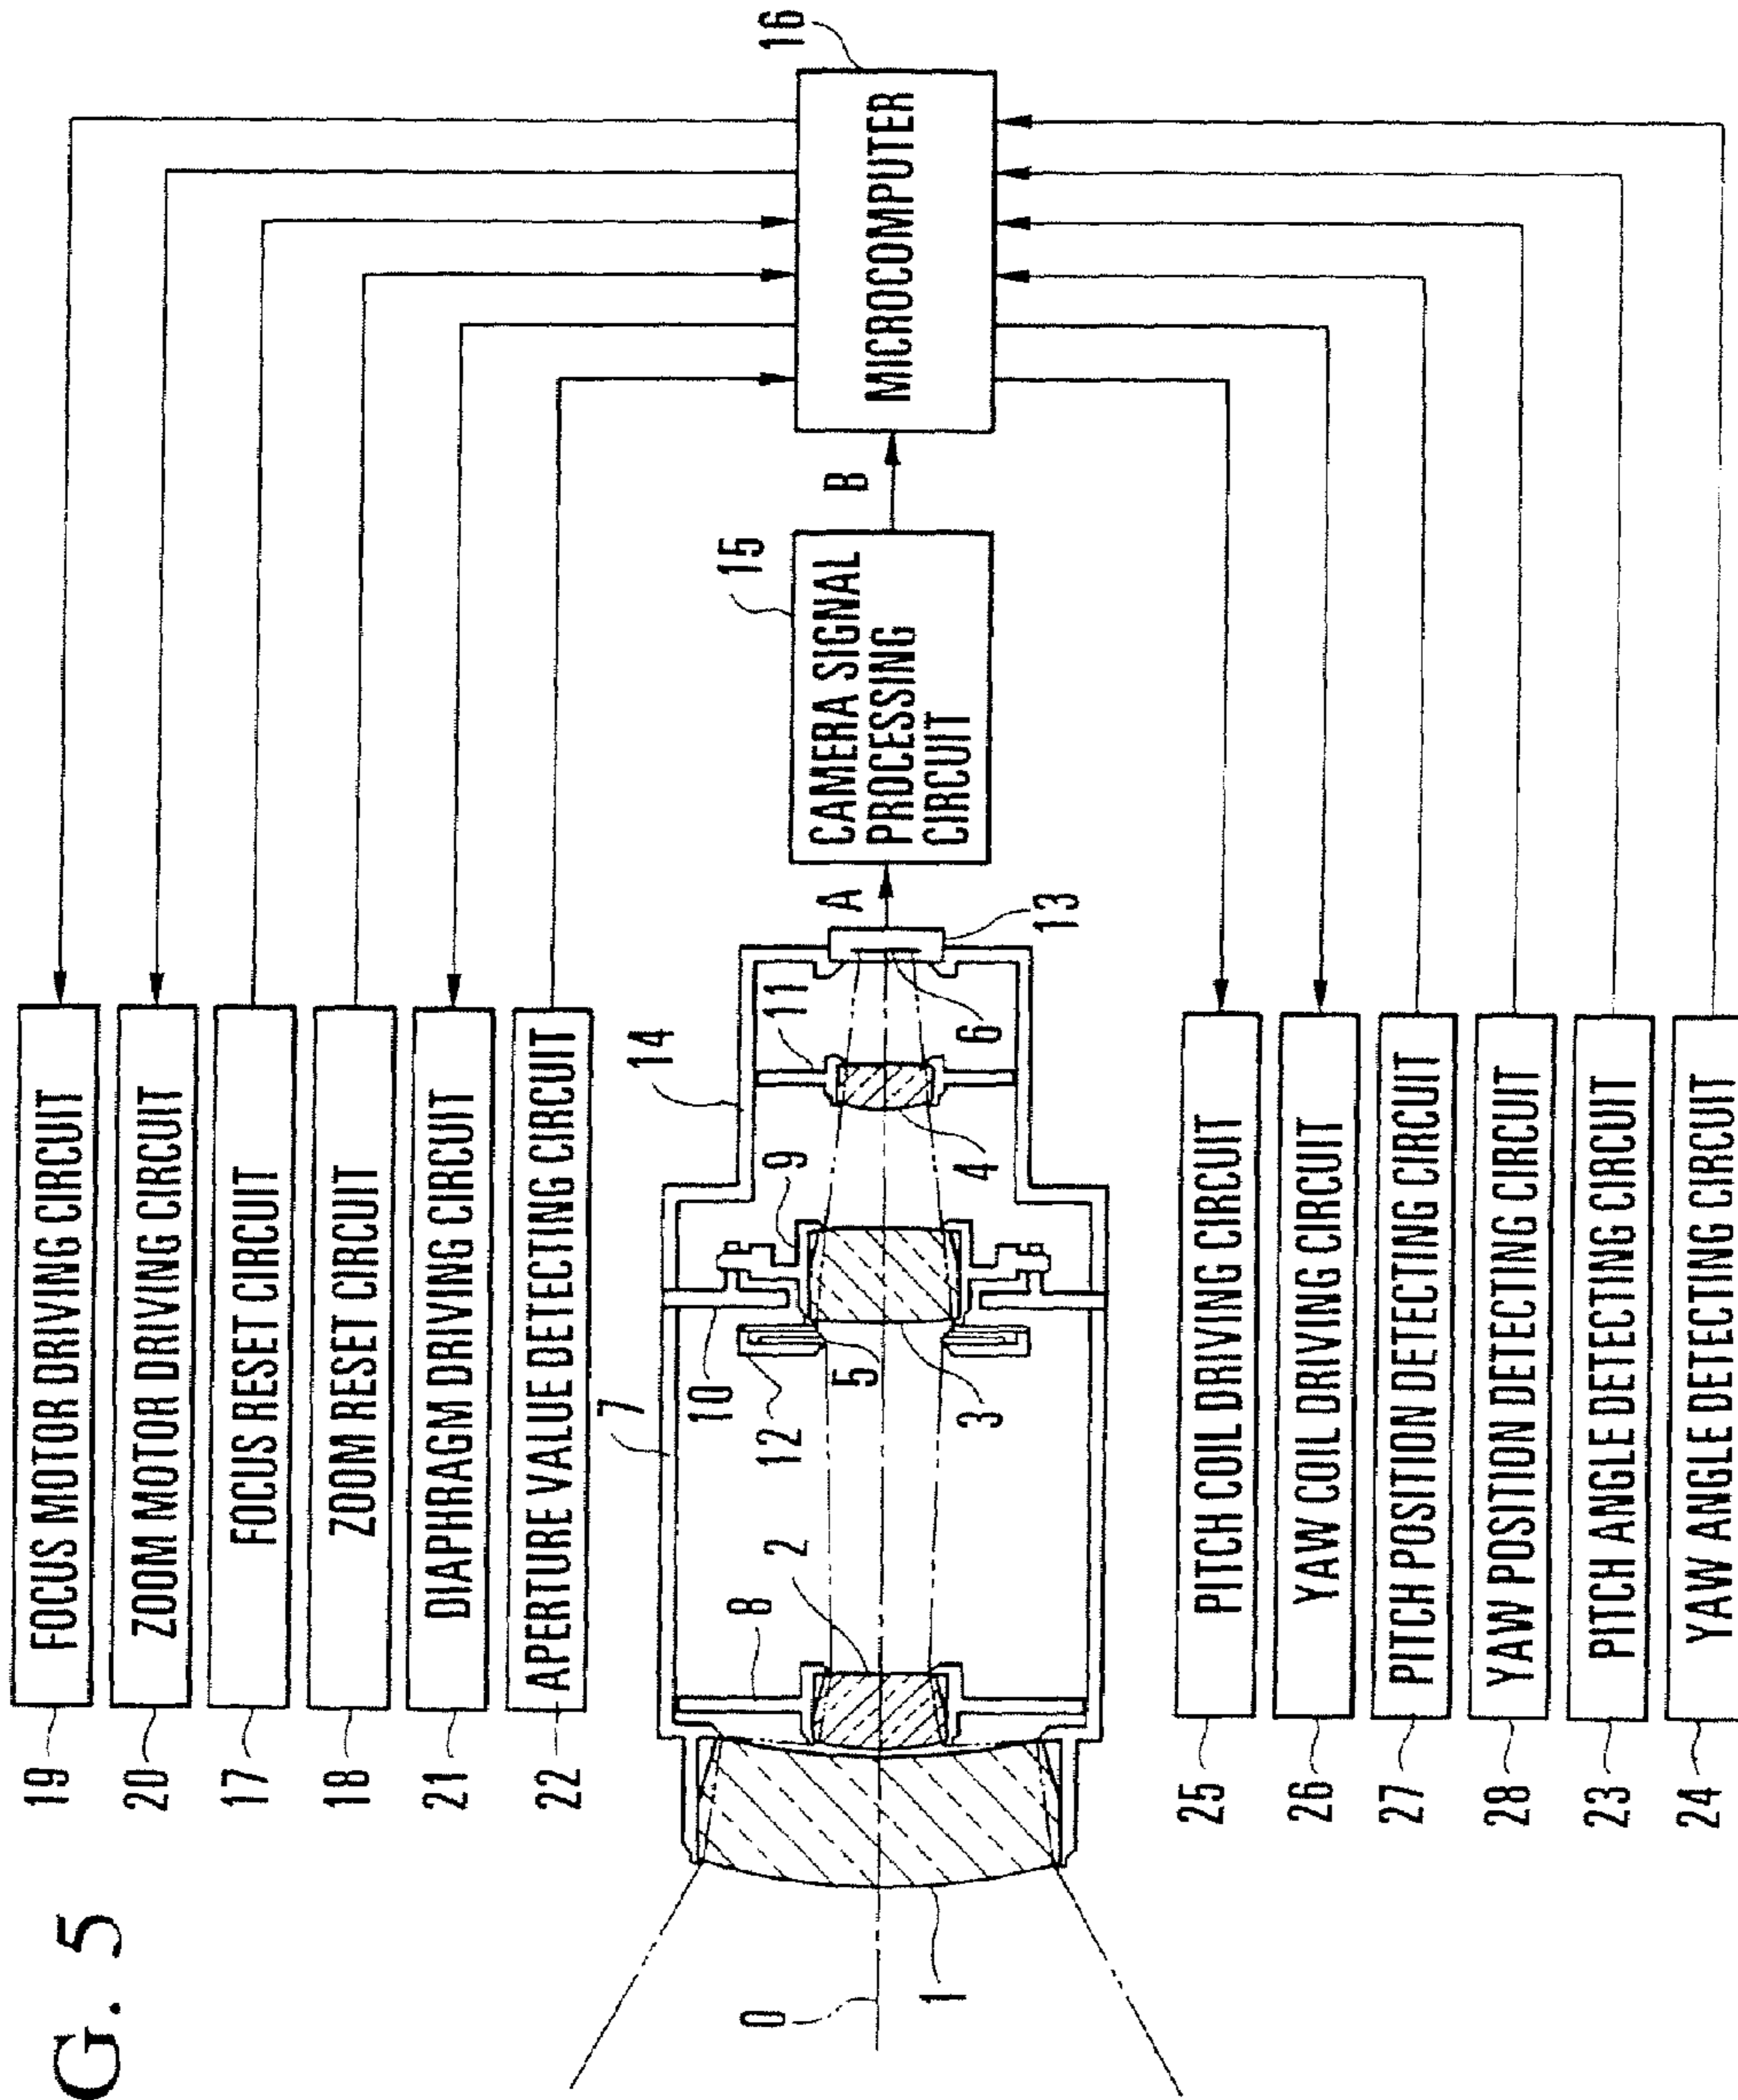 G. 5
FOCUS MOTOR DRIVING CIRCUIT
19
ZOOM MOTOR DRIVING CIRCUIT
20
FOCUS RESET CIRCUIT
17
ZOOM RESET CIRCUIT
18
DIAPHRAGM DRIVING CIRCUIT
21
APERTURE VALUE DETECTING CIRCUIT
22
7
14
8
2
10
12
5
3
9
4
11
6
13
0
1
A
15
CAMERA SIGNAL
PROCESSING
CIRCUIT
B
16
MICROCOMPUTER
PITCH COIL DRIVING CIRCUIT
25
YAW COIL DRIVING CIRCUIT
26
PITCH POSITION DETECTING CIRCUIT
27
YAW POSITION DETECTING CIRCUIT
28
PITCH ANGLE DETECTING CIRCUIT
23
YAW ANGLE DETECTING CIRCUIT
24